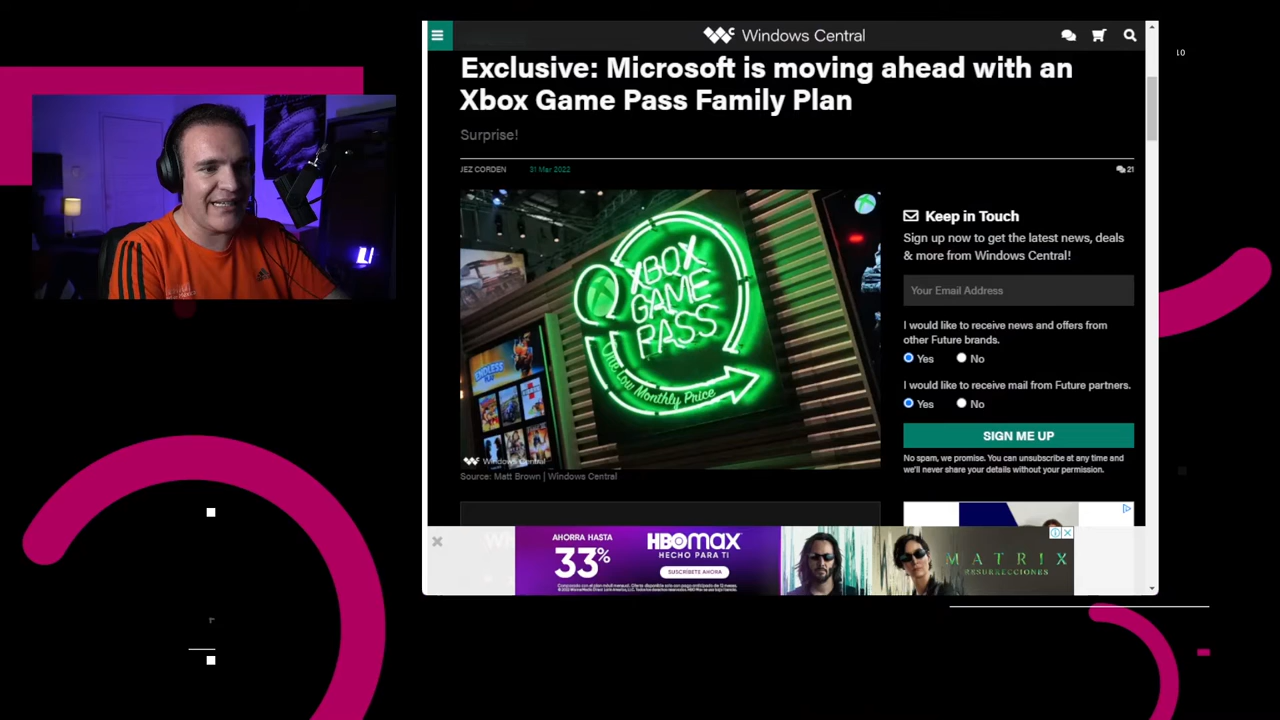 Windows Central
Exclusive: Microsoft is moving ahead with an
Xbox Game Pass Family Plan
Surprise!
JEZ CORDEN 31 Mar 2022
21
XBOX
GAME
PASS
One Low Monthly Price
ENDLESS
Windows Central
Source: Matt Brown | Windows Central
Keep in Touch
Sign up now to get the latest news, deals
& more from Windows Central!
Your Email Address
I would like to receive news and offers from
other Future brands.
Yes No
I would like to receive mail from Future partners.
Yes No
SIGN ME UP
No spam, we promise. You can unsubscribe at any time and
we'll never share your details without your permission.
AHORRA HASTA
33%
HBOMAX
HECHO PARA TI
SUSCRÍBETE AHORA
MATRIX
RESURRECCIONES